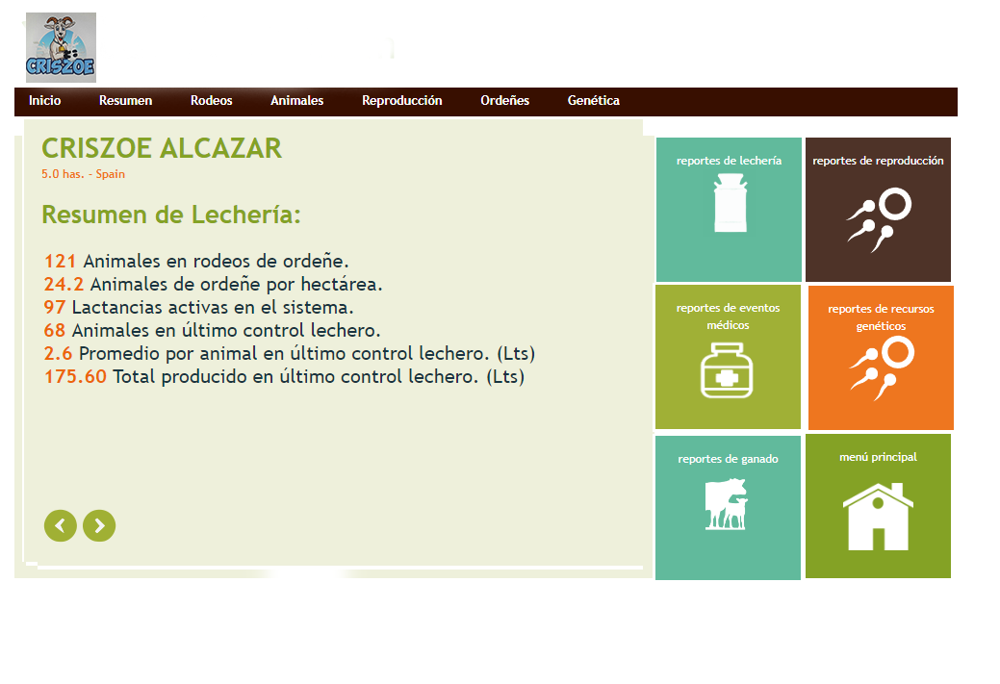 CRISZOE
Inicio Resumen Rodeos Animales Reproducción Ordeñes Genética
CRISZOE ALCAZAR
5.0 has. - Spain
Resumen de Lechería:
121 Animales en rodeos de ordeñe.
24.2 Animales de ordeñe por hectárea.
97 Lactancias activas en el sistema.
68 Animales en último control lechero.
2.6 Promedio por animal en último control lechero. (Lts)
175.60 Total producido en último control lechero. (Lts)
reportes de lechería
reportes de reproducción
reportes de eventos
médicos
reportes de recursos
genéticos
reportes de ganado
menú principal